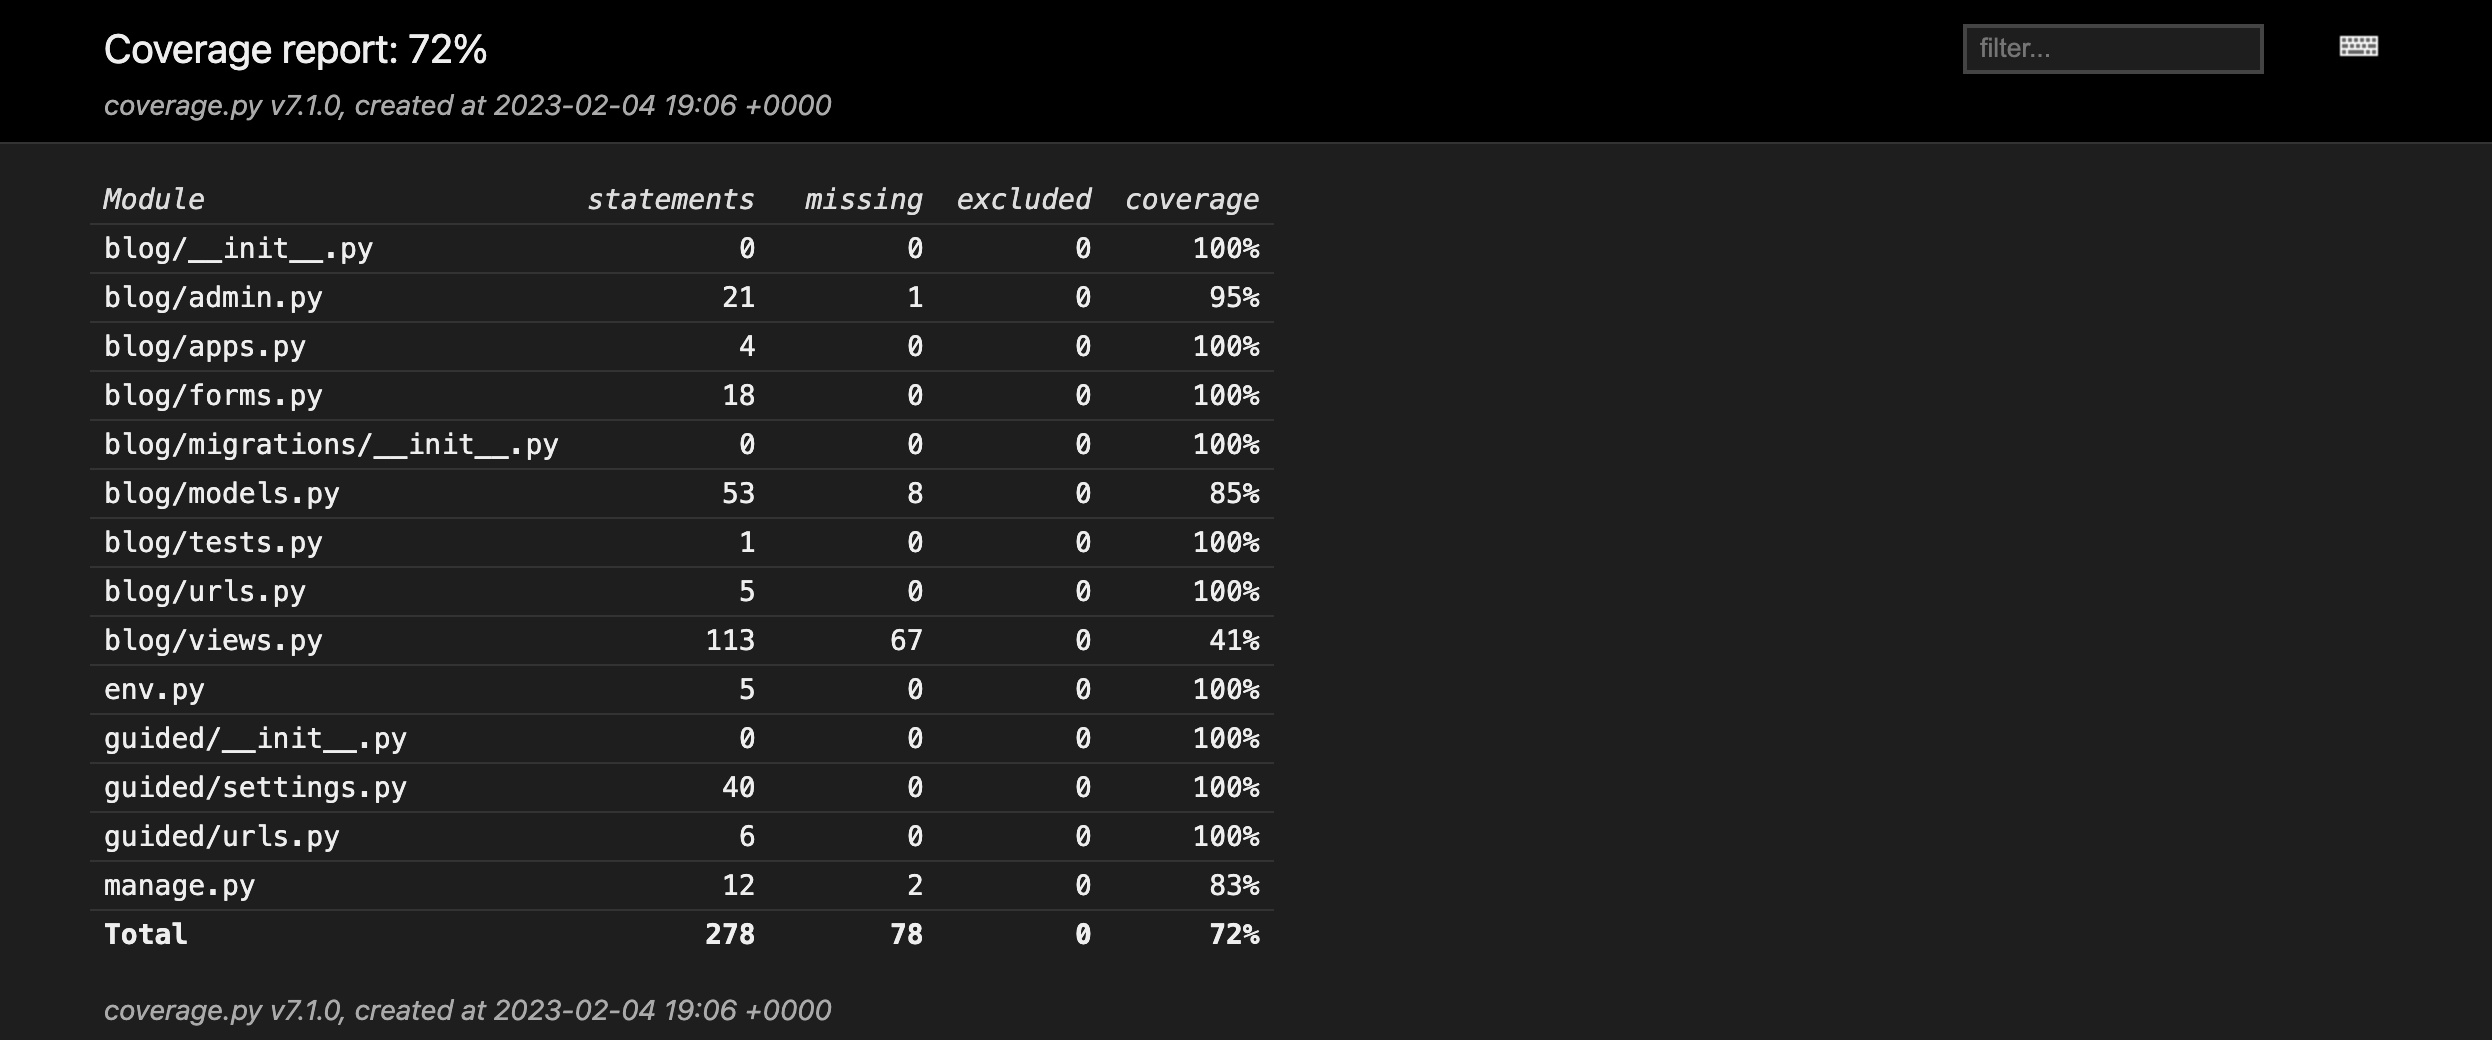 Coverage report: 72%
filter...
coverage.py v7.1.0, created at 2023-02-04 19:06 +0000
Module statements missing excluded coverage
blog/__init__.py 0 0 0 100%
blog/admin.py 21 1 0 95%
blog/apps.py 4 0 0 100%
blog/forms.py 18 0 0 100%
blog/migrations/__init__.py 0 0 0 100%
blog/models.py 53 8 0 85%
blog/tests.py 1 0 0 100%
blog/urls.py 5 0 0 100%
blog/views.py 113 67 0 41%
env.py 5 0 0 100%
guided/__init__.py 0 0 0 100%
guided/settings.py 40 0 0 100%
guided/urls.py 6 0 0 100%
manage.py 12 2 0 83%
Total 278 78 0 72%
coverage.py v7.1.0, created at 2023-02-04 19:06 +0000